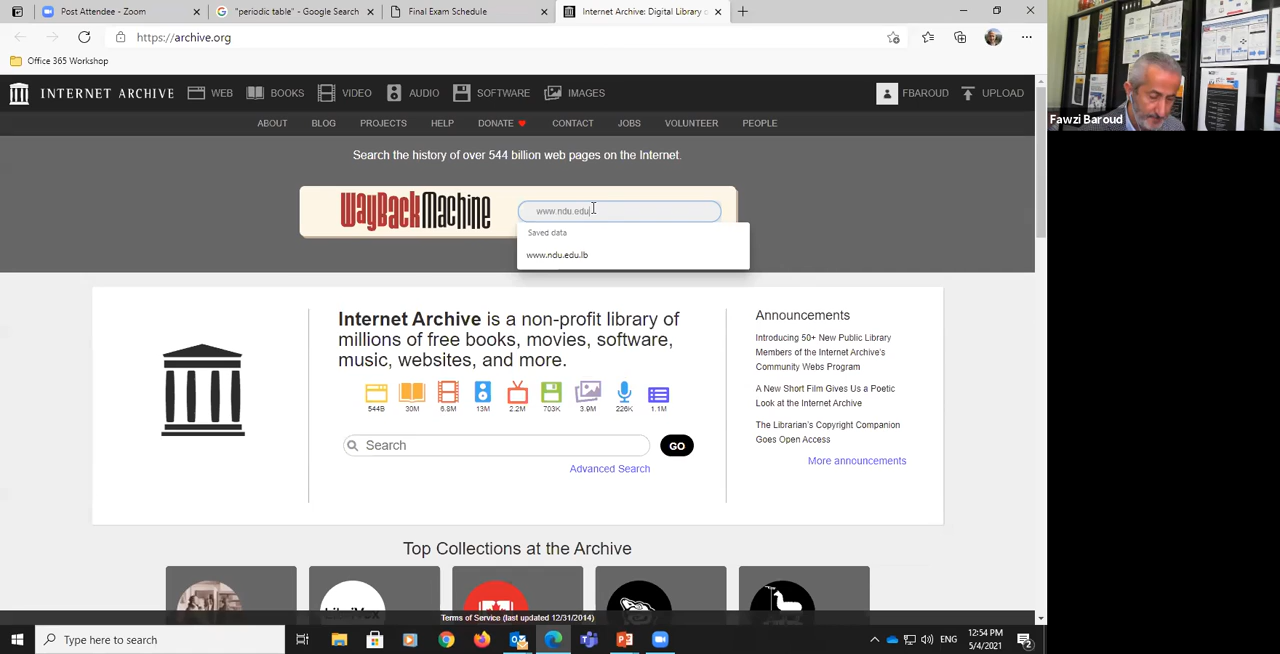 Post Attendee - Zoom
"periodic table" - Google Search
Final Exam Schedule
Internet Archive: Digital Library o
https://archive.org
Office 365 Workshop
INTERNET ARCHIVE
WEB
BOOKS
VIDEO
AUDIO
SOFTWARE
IMAGES
FBAROUD
UPLOAD
ABOUT
BLOG
PROJECTS
HELP
DONATE
CONTACT
JOBS
VOLUNTEER
PEOPLE
Search the history of over 544 billion web pages on the Internet.
WayBackMachine
www.ndu.edu
Saved data
www.ndu.edu.lb
Internet Archive is a non-profit library of
millions of free books, movies, software,
music, websites, and more.
544B
30M
6.8M
13M
2.2M
703K
3.9M
226K
1.1M
Search
GO
Advanced Search
Announcements
Introducing 50+ New Public Library
Members of the Internet Archive's
Community Webs Program
A New Short Film Gives Us a Poetic
Look at the Internet Archive
The Librarian's Copyright Companion
Goes Open Access
More announcements
Top Collections at the Archive
LibriVox
Terms of Service (last updated 12/31/2014)
Fawzi Baroud
Type here to search
ENG
12:54 PM
5/4/2021
2